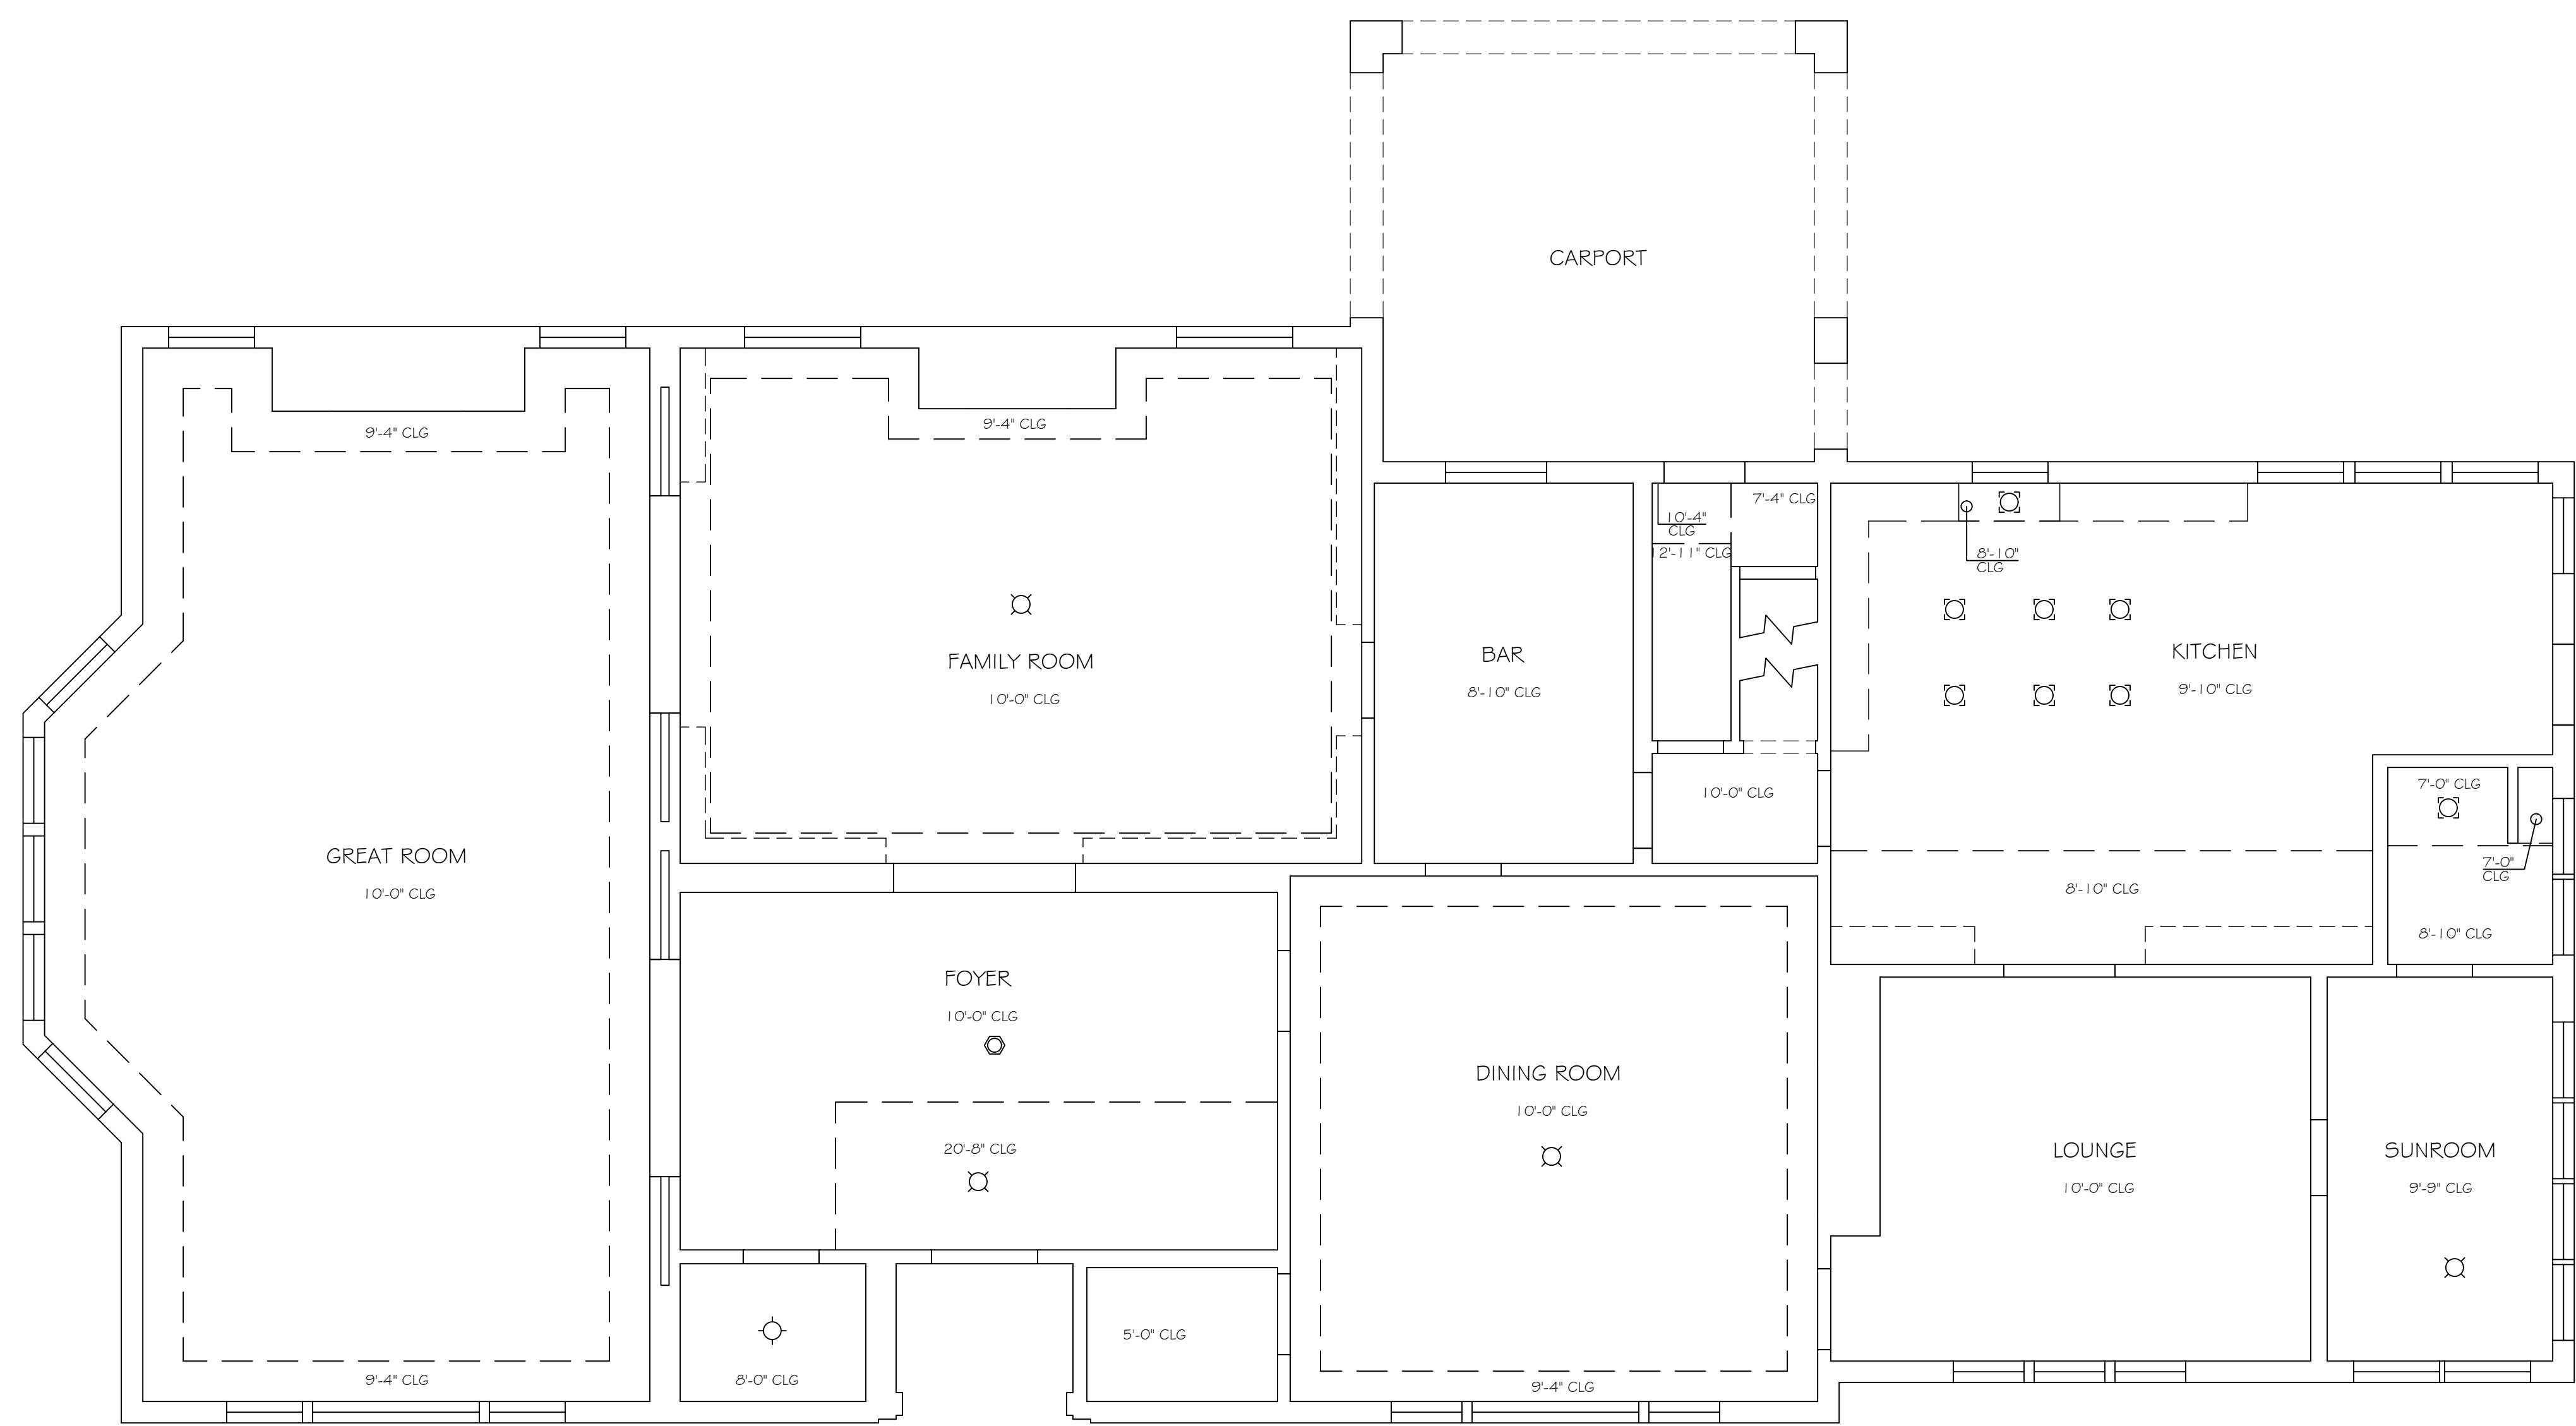 CARPORT
9'-4" CLG
9'-4" CLG
7'-4" CLG
10'-4"
CLG
12'-11" CLG
8'-10"
CLG
FAMILY ROOM
10'-0" CLG
BAR
8'-10" CLG
KITCHEN
9'-10" CLG
10'-0" CLG
7'-0" CLG
GREAT ROOM
10'-0" CLG
7'-0"
CLG
8'-10" CLG
8'-10" CLG
FOYER
10'-0" CLG
DINING ROOM
10'-0" CLG
20'-8" CLG
LOUNGE
10'-0" CLG
SUNROOM
9'-9" CLG
5'-0" CLG
9'-4" CLG
8'-0" CLG
9'-4" CLG